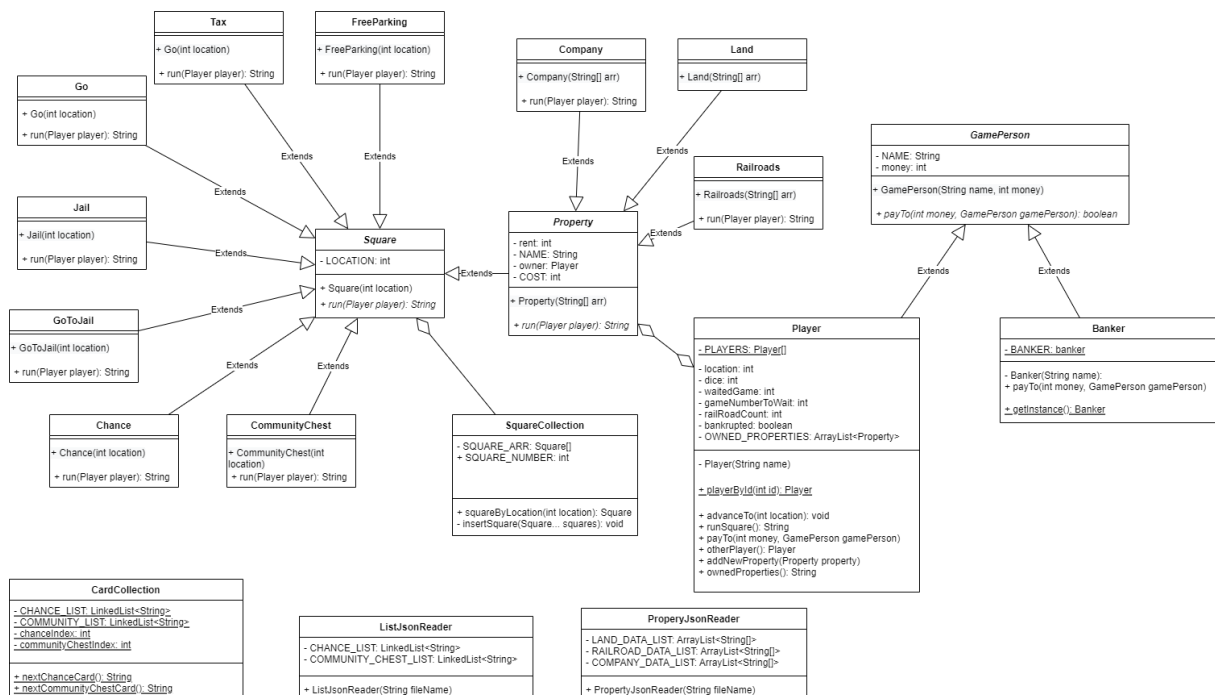 Tax
+ Go(int location)
+ run(Player player): String
FreeParking
+ FreeParking(int location)
+ run(Player player): String
Company
+ Company(String[] arr)
+ run(Player player): String
Land
+ Land(String[] arr)
Go
+ Go(int location)
+ run(Player player): String
Extends
Extends
Extends
Extends
Extends
Railroads
+ Railroads(String[] arr)
+ run(Player player): String
Extends
GamePerson
- NAME: String
- money: int
+ GamePerson(String name, int money)
+ payTo(int money, GamePerson gamePerson): boolean
Jail
+ Jail(int location)
+ run(Player player): String
Extends
Square
- LOCATION: int
+ Square(int location)
+ run(Player player): String
Extends
Property
- rent: int
- NAME: String
- owner: Player
- COST: int
+ Property(String[] arr)
+ run(Player player): String
Extends
Extends
GoToJail
+ GoToJail(int location)
+ run(Player player): String
Extends
Extends
Extends
Player
- PLAYERS: Player[]
- location: int
- dice: int
- waitedGame: int
- gameNumberToWait: int
- railRoadCount: int
- bankrupted: boolean
- OWNED_PROPERTIES: ArrayList<Property>
- Player(String name)
+ playerById(int id): Player
+ advanceTo(int location): void
+ runSquare(): String
+ payTo(int money, GamePerson gamePerson)
+ otherPlayer(): Player
+ addNewProperty(Property property)
+ ownedProperties(): String
Banker
- BANKER: banker
- Banker(String name):
+ payTo(int money, GamePerson gamePerson)
+ getInstance(): Banker
Chance
+ Chance(int location)
+ run(Player player): String
CommunityChest
+ CommunityChest(int
location)
+ run(Player player): String
SquareCollection
- SQUARE_ARR: Square[]
+ SQUARE_NUMBER: int
+ squareByLocation(int location): Square
- insertSquare(Square... squares): void
CardCollection
- CHANCE_LIST: LinkedList<String>
- COMMUNITY_LIST: LinkedList<String>
- chanceIndex: int
- communityChestIndex: int
+ nextChanceCard(): String
+ nextCommunityChestCard(): String
ListJsonReader
- CHANCE_LIST: LinkedList<String>
- COMMUNITY_CHEST_LIST: LinkedList<String>
+ ListJsonReader(String fileName)
ProperyJsonReader
- LAND_DATA_LIST: ArrayList<String[]>
- RAILROAD_DATA_LIST: ArrayList<String[]>
- COMPANY_DATA_LIST: ArrayList<String[]>
+ PropertyJsonReader(String fileName)